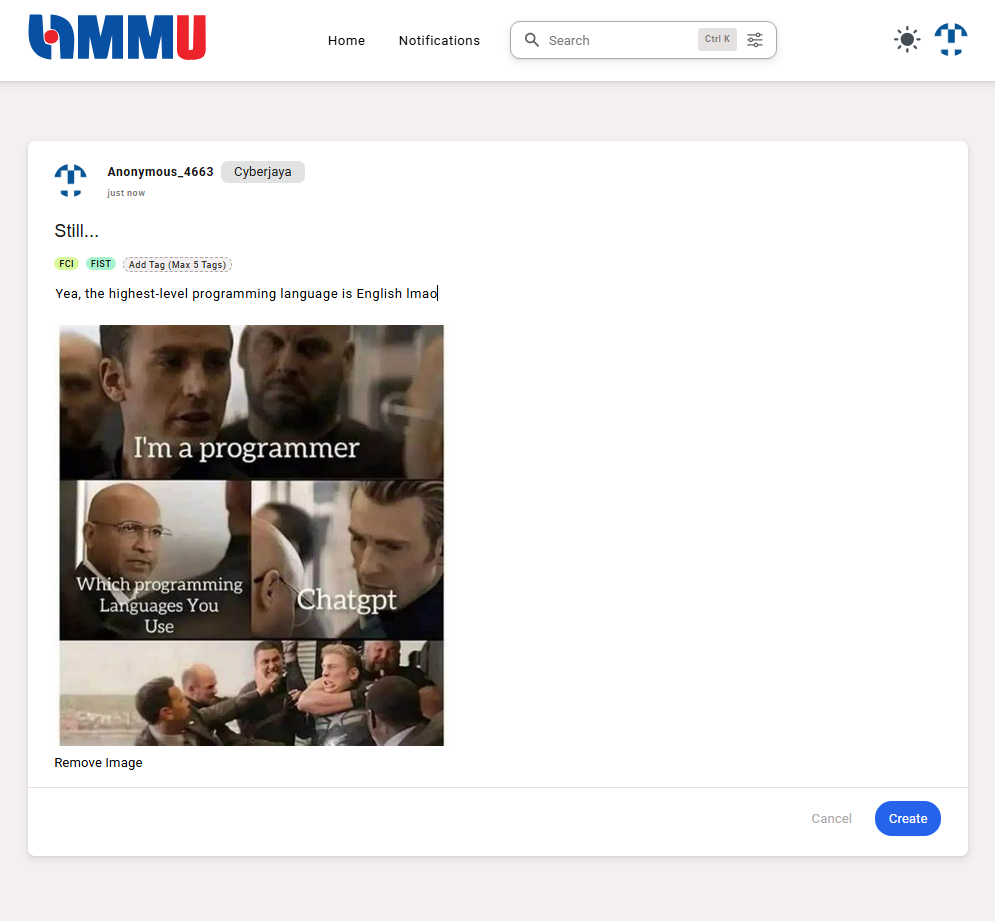 MMU
Home
Notifications
Search
Ctrl K
Anonymous_4663
Cyberjaya
just now
Still...
FCI
FIST
Add Tag (Max 5 Tags)
Yea, the highest-level programming language is English lmao
I'm a programmer
Which programming
Languages You
Use
Chatgpt
Remove Image
Cancel
Create